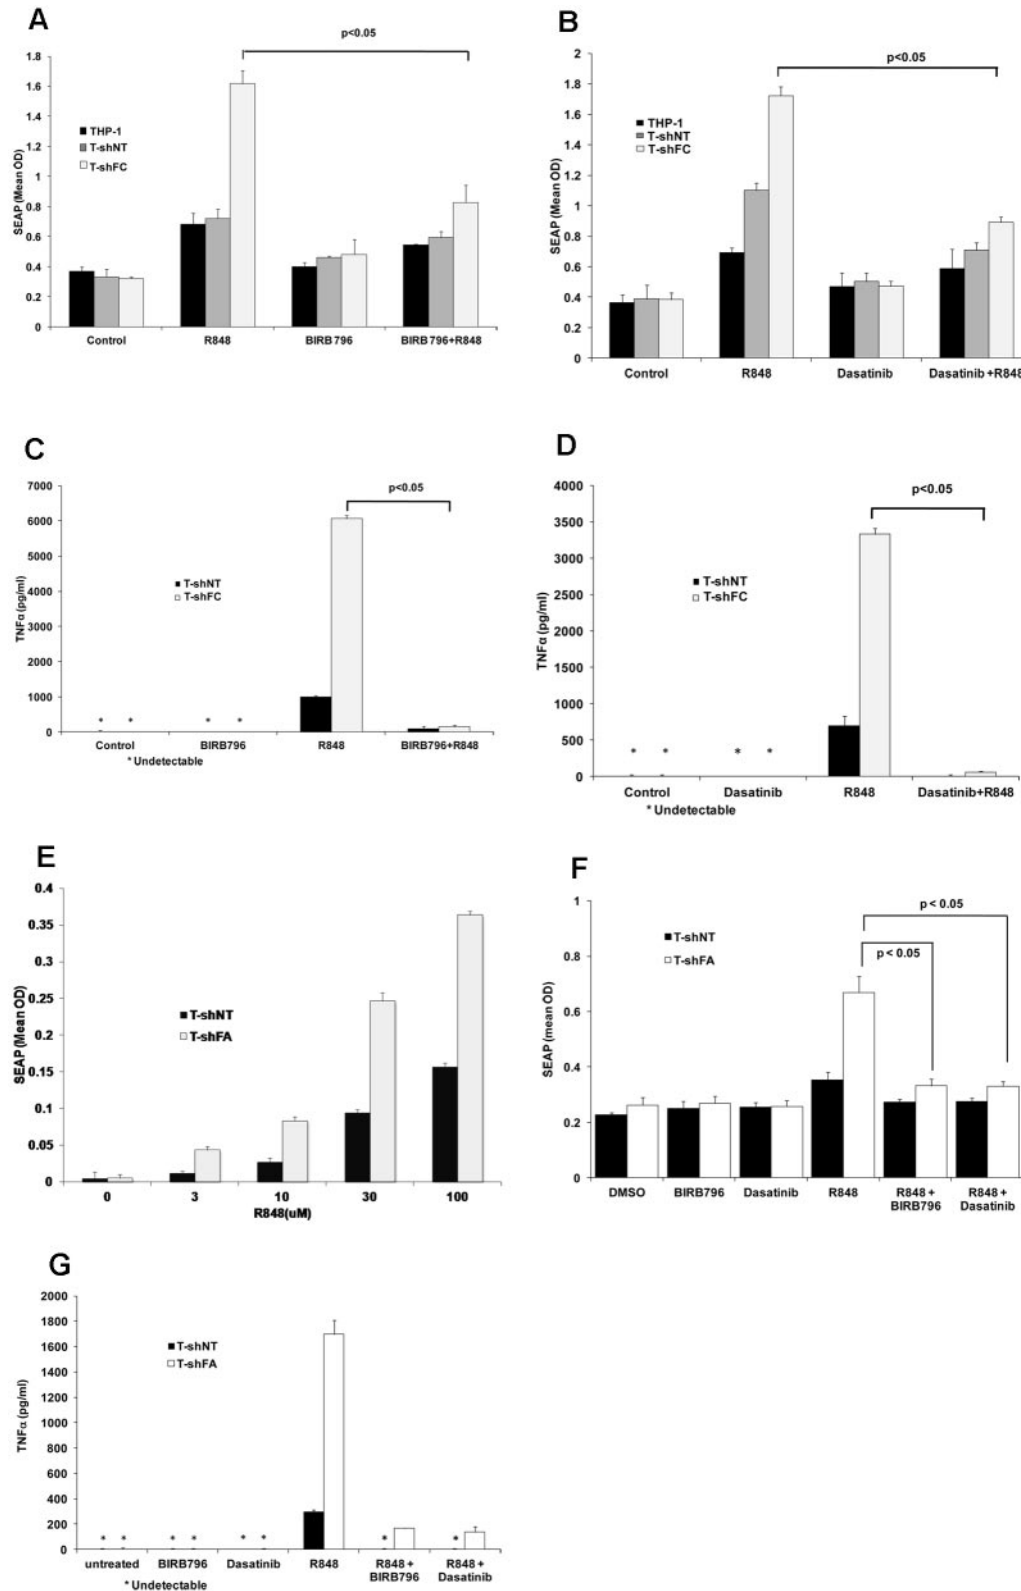 A
p<0.05
1.8
1.6
1.4
1.2
1
0.8
0.6
0.4
0.2
0
SEAP (Mean OD)
THP-1
T-shNT
T-shFC
Control R848 BIRB796 BIRB796+R848
B
p<0.05
2
1.8
1.6
1.4
1.2
1
0.8
0.6
0.4
0.2
0
SEAP (Mean OD)
THP-1
T-shNT
T-shFC
Control R848 Dasatinib Dasatinib +R848
C
p<0.05
7000
6000
5000
4000
3000
2000
1000
0
TNFα (pg/ml)
T-shNT
T-shFC
* * * *
Control BIRB796 R848 BIRB796+R848
* Undetectable
D
p<0.05
4000
3500
3000
2500
2000
1500
1000
500
0
TNFα (pg/ml)
T-shNT
T-shFC
* * * *
Control Dasatinib R848 Dasatinib+R848
* Undetectable
E
0.4
0.35
0.3
0.25
0.2
0.15
0.1
0.05
0
SEAP (Mean OD)
T-shNT
T-shFA
0 3 10 30 100
R848(uM)
F
p < 0.05
p < 0.05
1
0.8
0.6
0.4
0.2
0
SEAP (mean OD)
T-shNT
T-shFA
DMSO BIRB796 Dasatinib R848 R848 + R848 +
BIRB796 Dasatinib
G
2000
1800
1600
1400
1200
1000
800
600
400
200
0
TNFα (pg/ml)
T-shNT
T-shFA
* * * * * * * *
untreated BIRB796 Dasatinib R848 R848 + R848 +
BIRB796 Dasatinib
* Undetectable